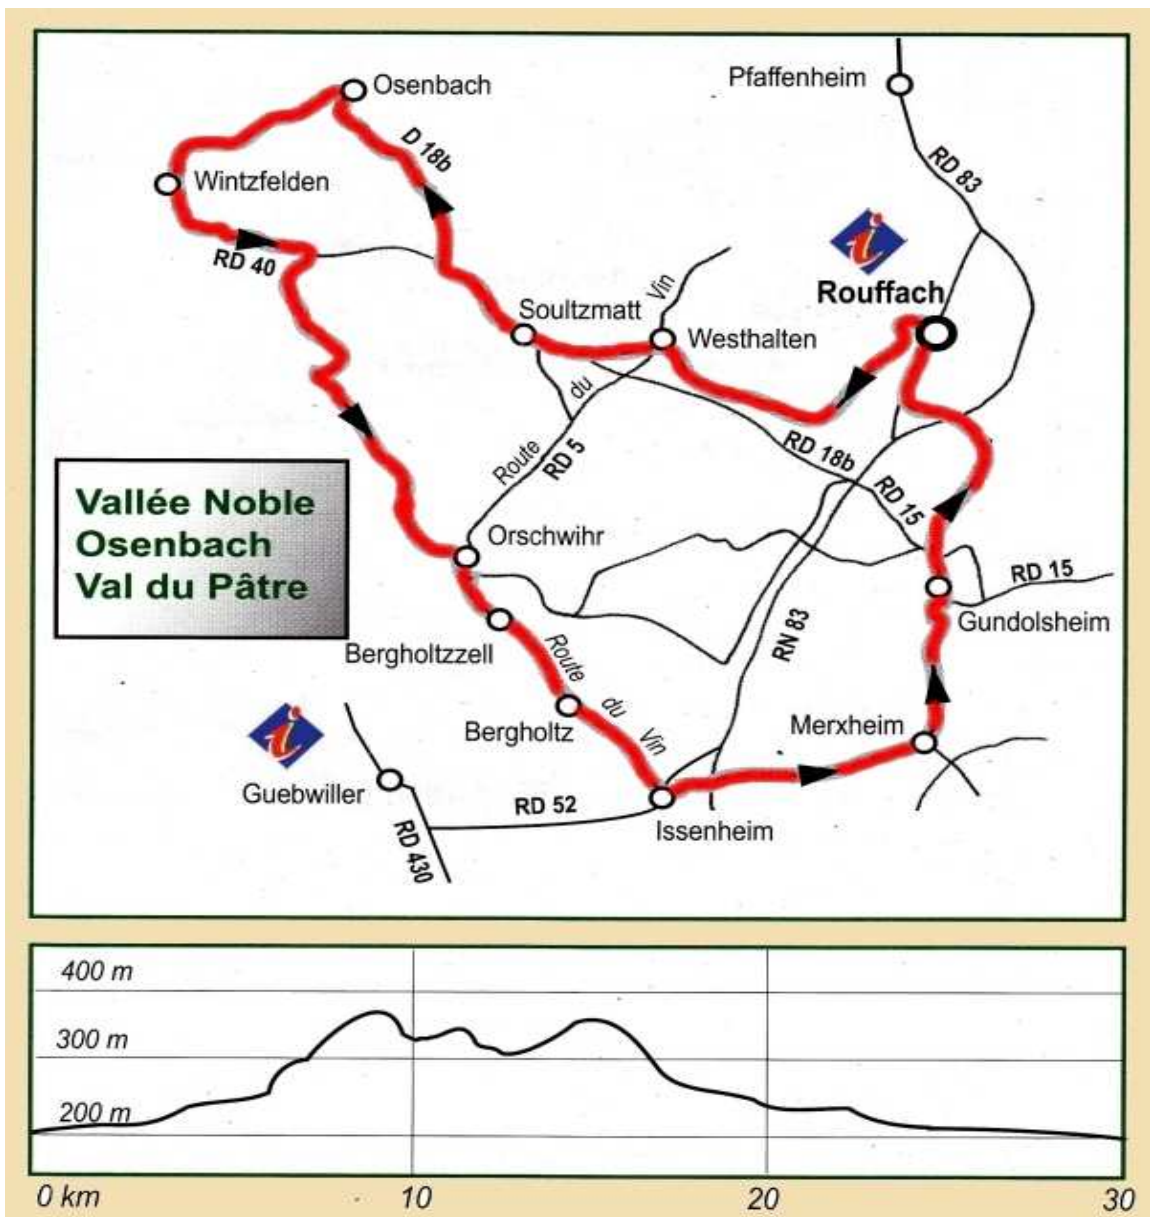 Osenbach
Pfaffenheim
D 18b
RD 83
Wintzfelden
RD 40
i
Rouffach
Vin
Soultzmatt
Westhalten
du
Route
RD 5
RD 18b
RD 15
Vallée Noble
Osenbach
Val du Pâtre
Orschwihr
RD 15
Gundolsheim
RN 83
Bergholtzzell
Route
du
Vin
Bergholtz
Merxheim
i
Guebwiller
RD 52
Issenheim
RD 430
400 m
300 m
200 m
0 km 10 20 30